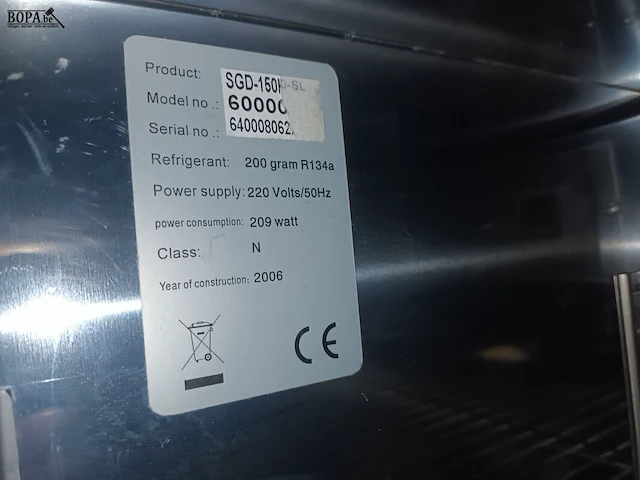 BOPA.be
Product: SGD-150
Model no.: 60000
Serial no.: 640008062
Refrigerant: 200 gram R134a
Power supply: 220 Volts/50Hz
power consumption: 209 watt
Class: N
Year of construction: 2006
CE